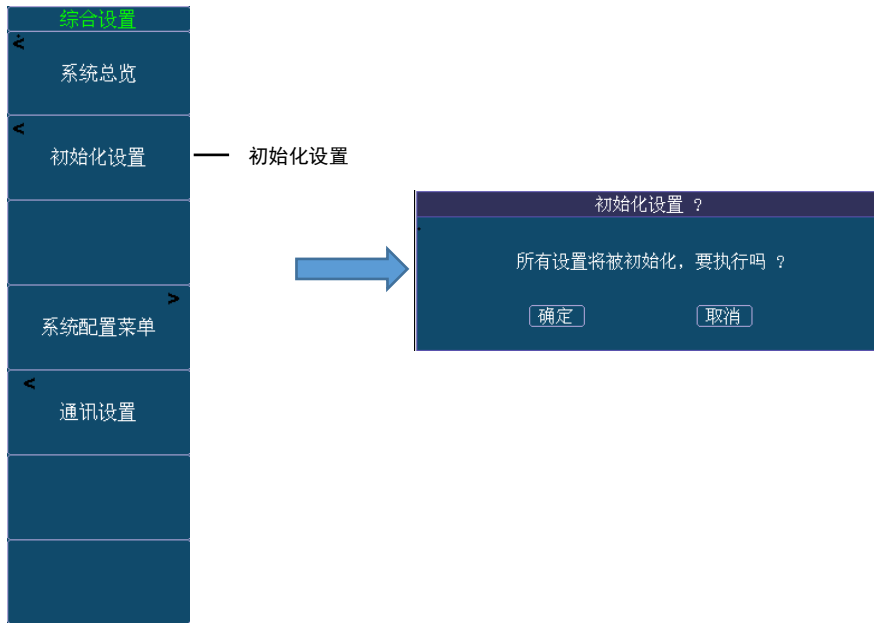 综合设置
<
系统总览
<
初始化设置
初始化设置
初始化设置 ?
所有设置将被初始化, 要执行吗 ?
确定
取消
>
系统配置菜单
<
通讯设置